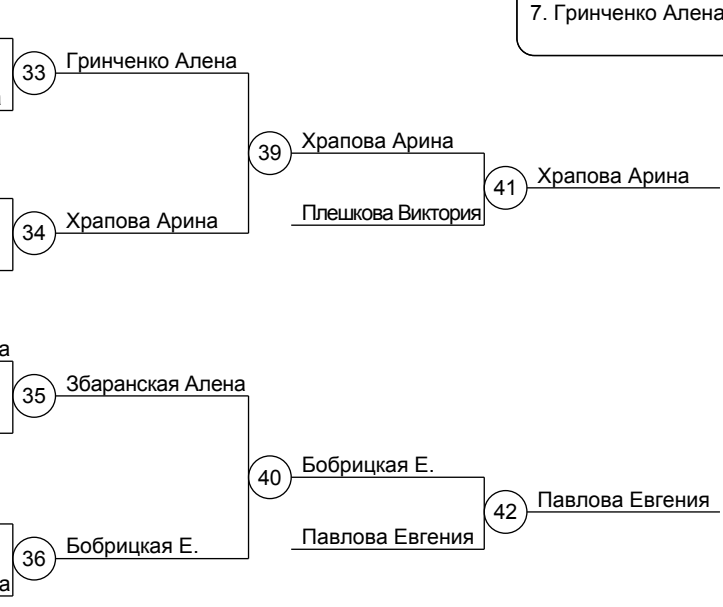 7. Гринченко Алена
33
Гринченко Алена
39
Храпова Арина
41
Храпова Арина
Плешкова Виктория
34
Храпова Арина
а
35
Збаранская Алена
40
Бобрицкая Е.
42
Павлова Евгения
Павлова Евгения
36
Бобрицкая Е.
а